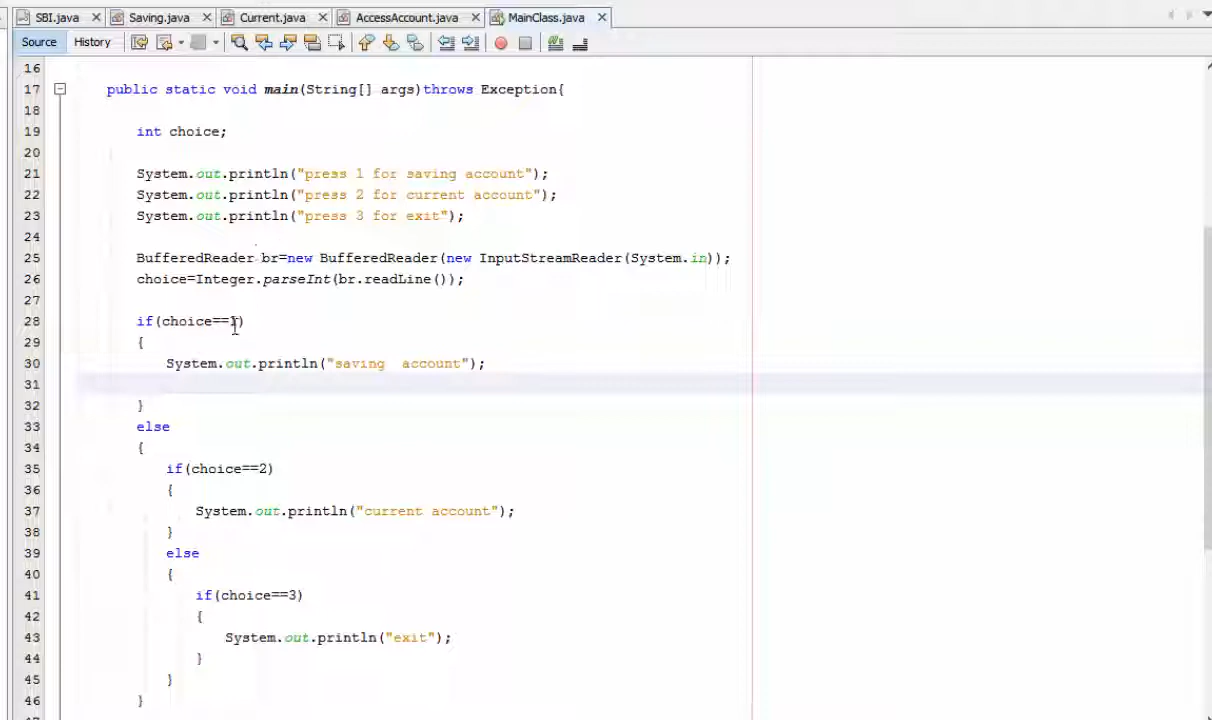 SBI.java Saving.java Current.java AccessAccount.java MainClass.java
Source History
16
17 public static void main(String[] args)throws Exception{
18
19 int choice;
20
21 System.out.println("press 1 for saving account");
22 System.out.println("press 2 for current account");
23 System.out.println("press 3 for exit");
24
25 BufferedReader br=new BufferedReader(new InputStreamReader(System.in));
26 choice=Integer.parseInt(br.readLine());
27
28 if(choice==1)
29 {
30 System.out.println("saving  account");
31
32 }
33 else
34 {
35 if(choice==2)
36 {
37 System.out.println("current account");
38 }
39 else
40 {
41 if(choice==3)
42 {
43 System.out.println("exit");
44 }
45 }
46 }